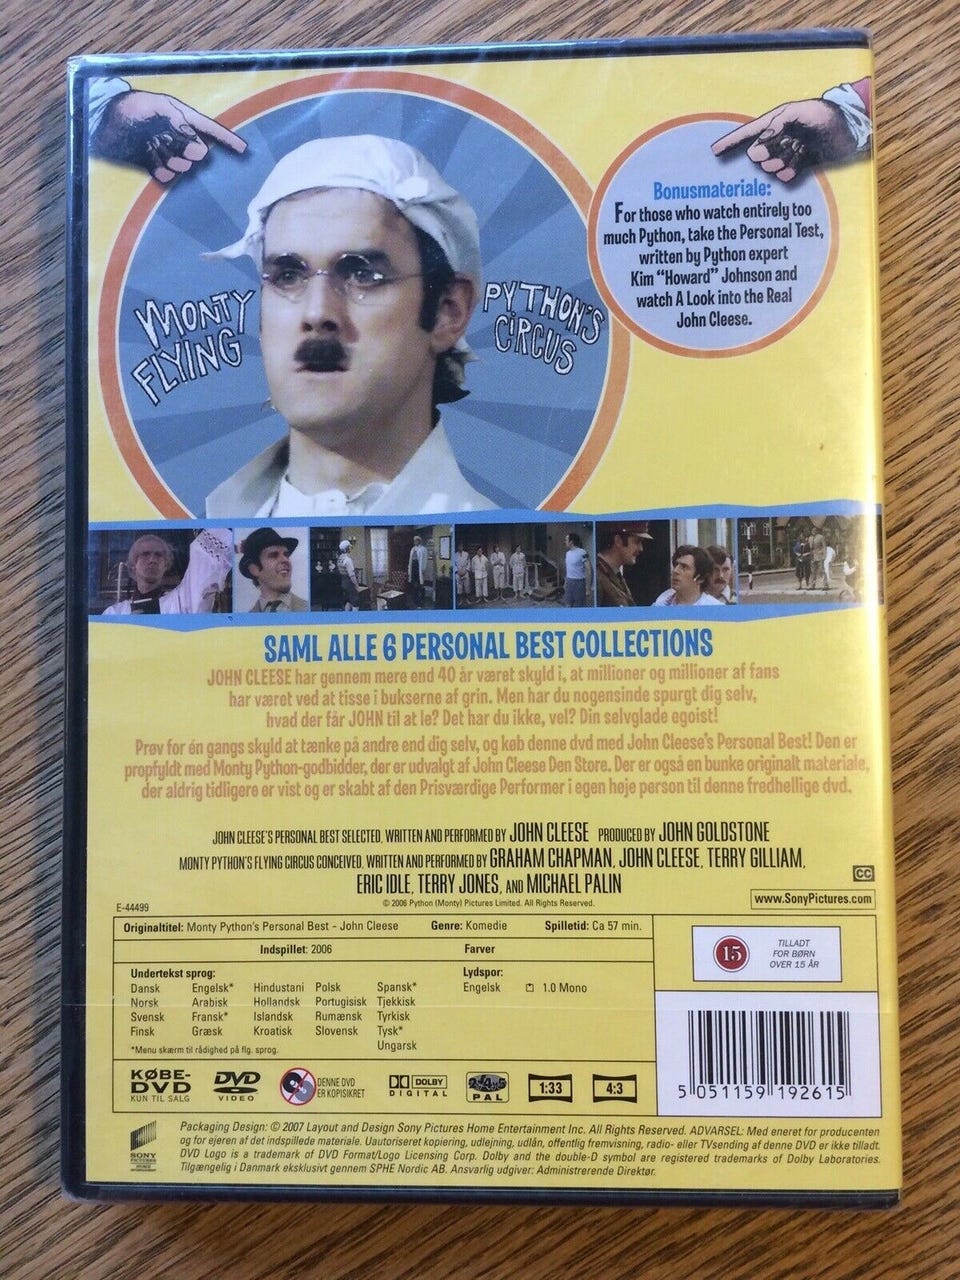 MONTY
FLYING
PYTHON'S
CIRCUS
Bonusmateriale:
For those who watch entirely too
much Python, take the Personal Test,
written by Python expert
Kim "Howard" Johnson and
watch A Look into the Real
John Cleese.
SAML ALLE 6 PERSONAL BEST COLLECTIONS
JOHN CLEESE har gennem mere end 40 år været skyld i, at millioner og millioner af fans
har været ved at tisse i bukserne af grin. Men har du nogensinde spurgt dig selv,
hvad der får JOHN til at le? Det har du ikke, vel? Din selvglade egoist!
Prøv for én gangs skyld at tænke på andre end dig selv, og køb denne dvd med John Cleese's Personal Best! Den er
propfyldt med Monty Python-godbidder, der er udvalgt af John Cleese Den Store. Der er også en bunke originalt materiale,
der aldrig tidligere er vist og er skabt af den Prisværdige Performer i egen høje person til denne fredhellige dvd.
JOHN CLEESE'S PERSONAL BEST SELECTED, WRITTEN AND PERFORMED BY JOHN CLEESE PRODUCED BY JOHN GOLDSTONE
MONTY PYTHON'S FLYING CIRCUS CONCEIVED, WRITTEN AND PERFORMED BY GRAHAM CHAPMAN, JOHN CLEESE, TERRY GILLIAM,
ERIC IDLE, TERRY JONES, AND MICHAEL PALIN
© 2006 Python (Monty) Pictures Limited. All Rights Reserved.
CC
www.SonyPictures.com
E-44499
Originaltitel: Monty Python's Personal Best - John Cleese Genre: Komedie Spilletid: Ca 57 min.
Indspillet: 2006 Farver
Undertekst sprog: Lydspor:
Dansk Engelsk* Hindustani Polsk Spansk* Engelsk 1.0 Mono
Norsk Arabisk Hollandsk Portugisisk Tjekkisk
Svensk Fransk* Islandsk Rumænsk Tyrkisk
Finsk Græsk Kroatisk Slovensk Tysk*
Ungarsk
*Menu skærm til rådighed på flg. sprog.
15
TILLADT
FOR BØRN
OVER 15 ÅR
5 051159 192615
KØBE-
DVD
KUN TIL SALG
DVD
VIDEO
DENNE DVD
ER KOPISIKRET
DOLBY
DIGITAL
2 4 5
PAL
1:33
4:3
SONY
PICTURES
HOME
ENTERTAINMENT
Packaging Design: © 2007 Layout and Design Sony Pictures Home Entertainment Inc. All Rights Reserved. ADVARSEL: Med eneret for producenten
og for ejeren af det indspillede materiale. Uautoriseret kopiering, udlejning, udlån, offentlig fremvisning, radio- eller TVsending af denne DVD er ikke tilladt.
DVD Logo is a trademark of DVD Format/Logo Licensing Corp. Dolby and the double-D symbol are registered trademarks of Dolby Laboratories.
Tilgængelig i Danmark eksklusivt gennem SPHE Nordic AB. Ansvarlig udgiver: Administrerende Direktør.